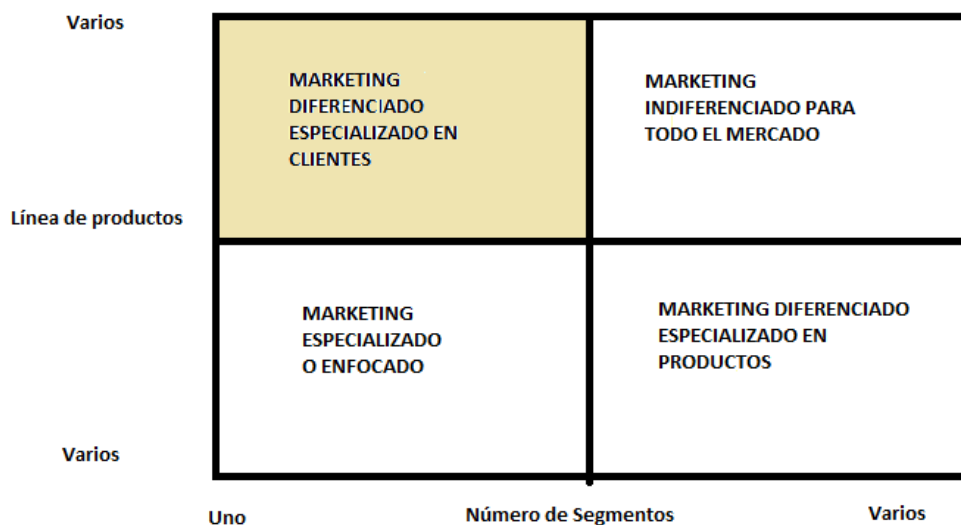 Varios
MARKETING
DIFERENCIADO
ESPECIALIZADO EN
CLIENTES
MARKETING
INDIFERENCIADO PARA
TODO EL MERCADO
Línea de productos
MARKETING
ESPECIALIZADO
O ENFOCADO
MARKETING DIFERENCIADO
ESPECIALIZADO EN
PRODUCTOS
Varios
Uno
Número de Segmentos
Varios